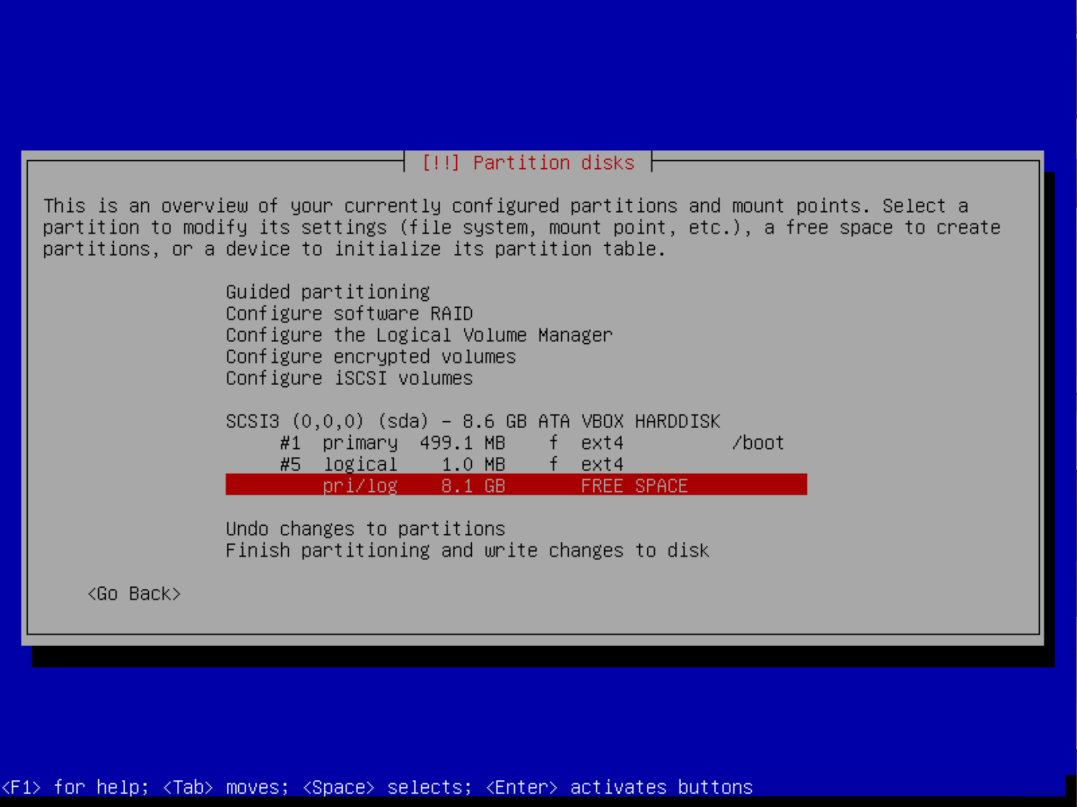 [!!] Partition disks
This is an overview of your currently configured partitions and mount points. Select a
partition to modify its settings (file system, mount point, etc.), a free space to create
partitions, or a device to initialize its partition table.
Guided partitioning
Configure software RAID
Configure the Logical Volume Manager
Configure encrypted volumes
Configure iSCSI volumes
SCSI3 (0,0,0) (sda) - 8.6 GB ATA VBOX HARDDISK
#1 primary 499.1 MB f ext4 /boot
#5 logical 1.0 MB f ext4
pri/log 8.1 GB FREE SPACE
Undo changes to partitions
Finish partitioning and write changes to disk
<Go Back>
<F1> for help; <Tab> moves; <Space> selects; <Enter> activates buttons